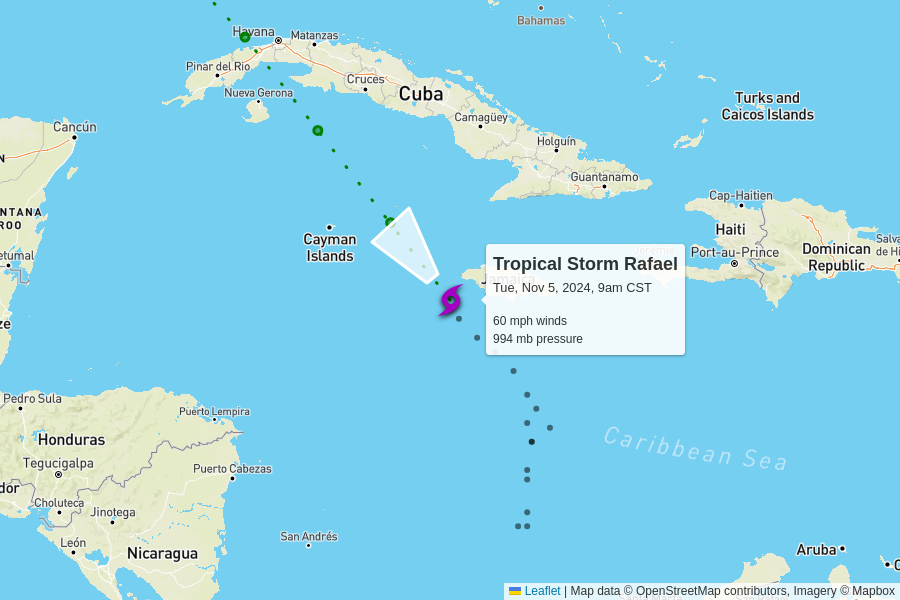 Bahamas
Havana
Matanzas
Pinar del Rio
Nueva Gerona
Cruces
Cuba
Camagüey
Turks and
Caicos Islands
Cancún
Holguín
Guantanamo
Cap-Haitien
Haiti
Port-au-Prince
Dominican
Republic
Cayman
Islands
Jamaica
Tropical Storm Rafael
Tue, Nov 5, 2024, 9am CST
60 mph winds
994 mb pressure
Pedro Sula
Puerto Lempira
Honduras
Tegucigalpa
Puerto Cabezas
Choluteca
Jinotega
León
Nicaragua
San Andrés
Caribbean Sea
Aruba
Leaflet | Map data © OpenStreetMap contributors, Imagery © Mapbox